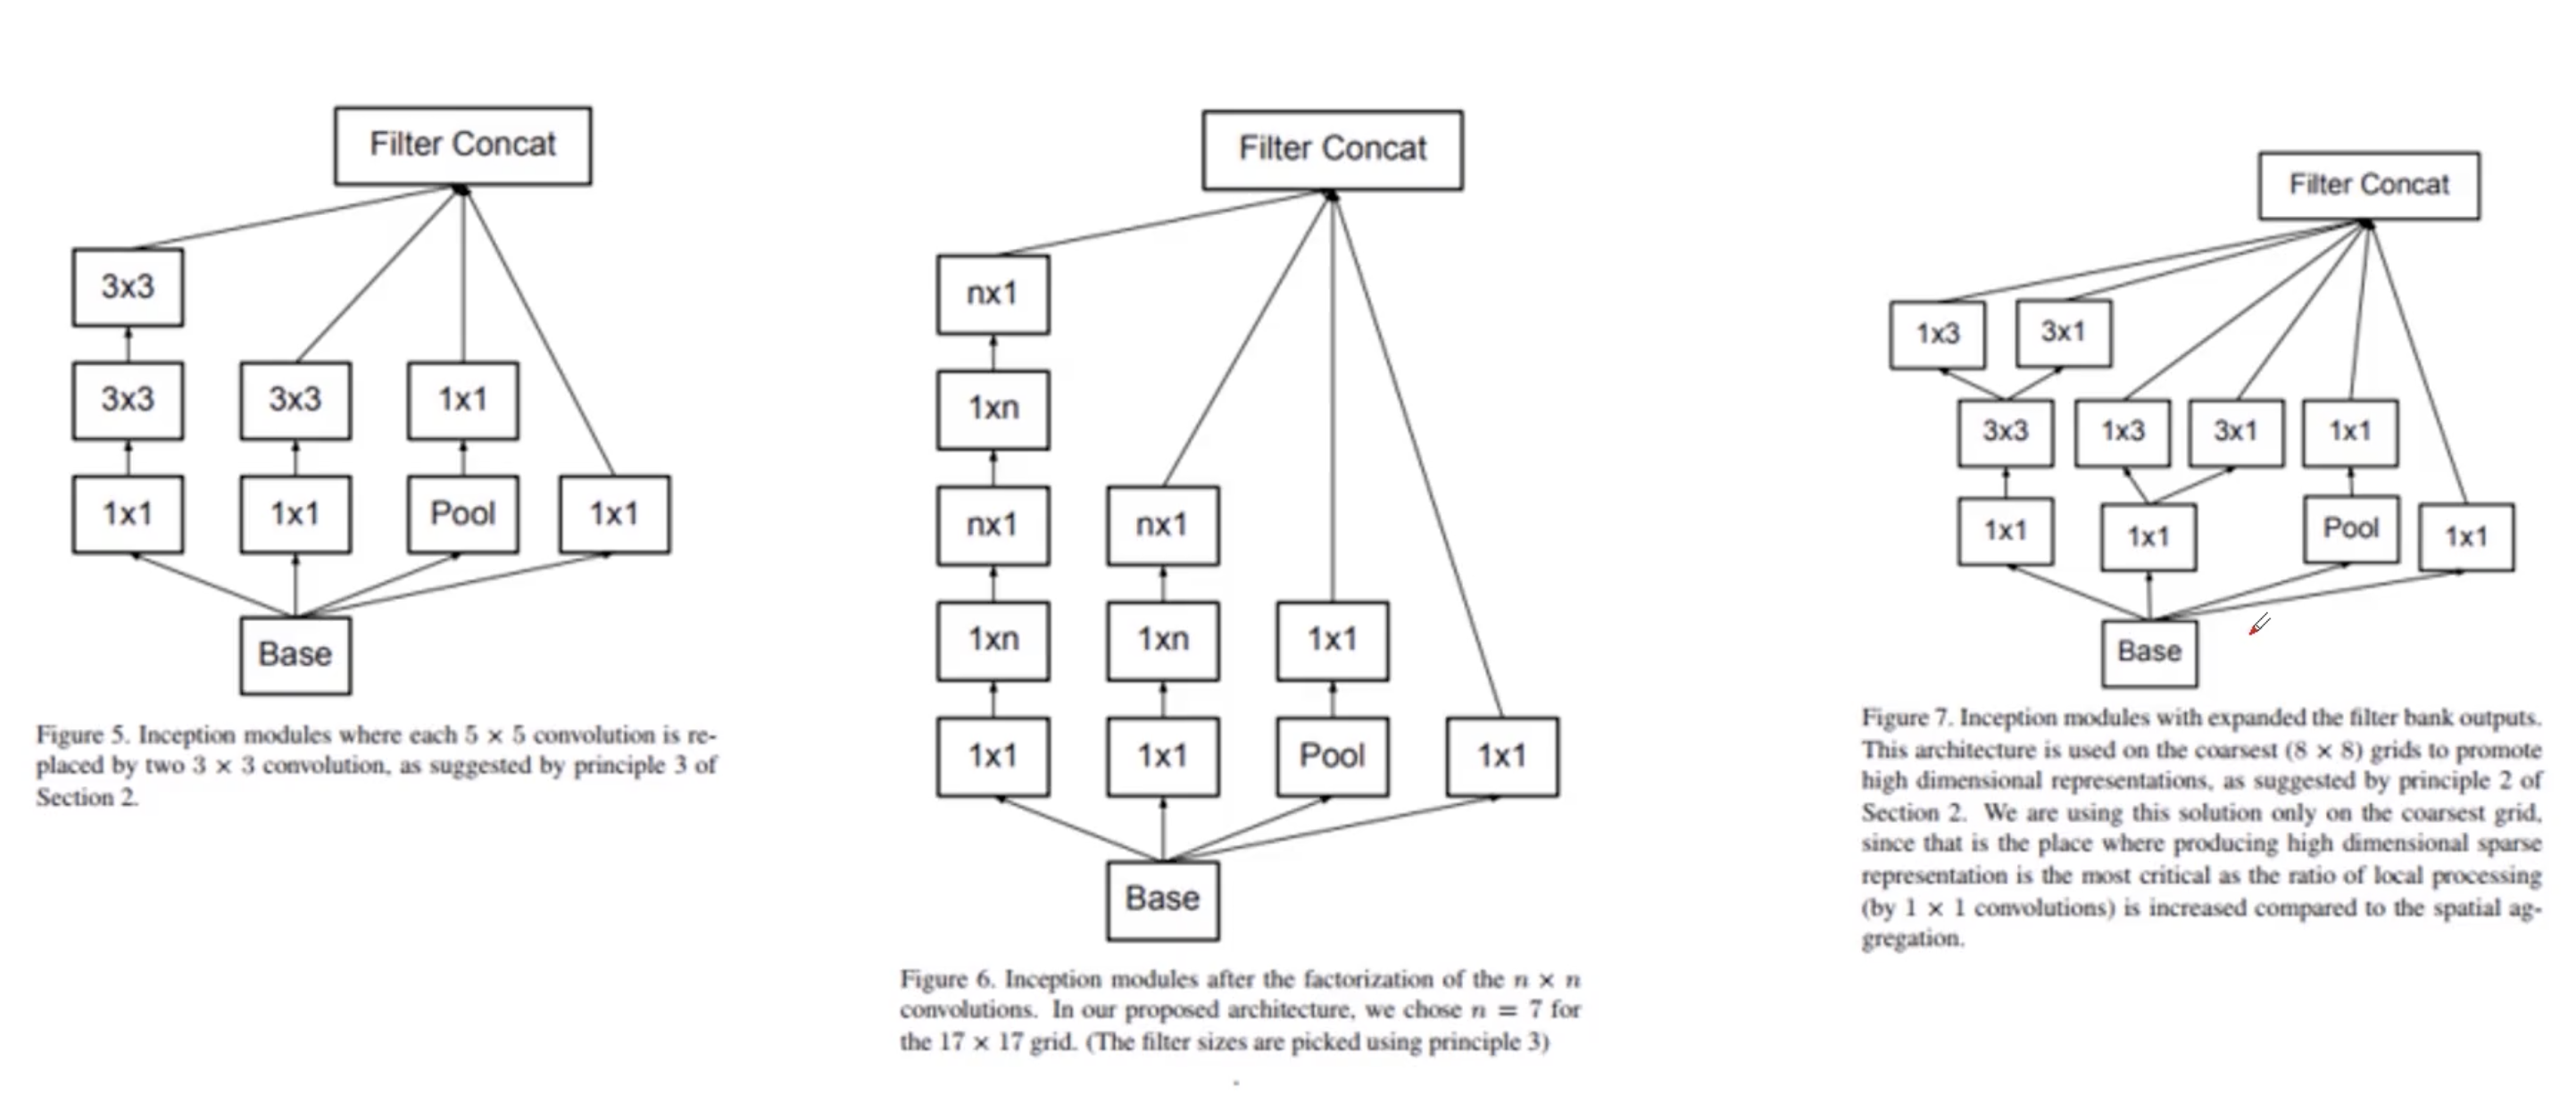 Filter Concat
3x3
3x3
3x3
1x1
1x1
1x1
Pool
1x1
Base
Figure 5. Inception modules where each 5 × 5 convolution is re-
placed by two 3 × 3 convolution, as suggested by principle 3 of
Section 2.
Filter Concat
nx1
1xn
nx1
nx1
1xn
1xn
1x1
1x1
1x1
Pool
1x1
Base
Figure 6. Inception modules after the factorization of the n × n
convolutions. In our proposed architecture, we chose n = 7 for
the 17 × 17 grid. (The filter sizes are picked using principle 3)
Filter Concat
1x3
3x1
3x3
1x3
3x1
1x1
1x1
1x1
Pool
1x1
Base
Figure 7. Inception modules with expanded the filter bank outputs.
This architecture is used on the coarsest (8 × 8) grids to promote
high dimensional representations, as suggested by principle 2 of
Section 2. We are using this solution only on the coarsest grid,
since that is the place where producing high dimensional sparse
representation is the most critical as the ratio of local processing
(by 1 × 1 convolutions) is increased compared to the spatial ag-
gregation.